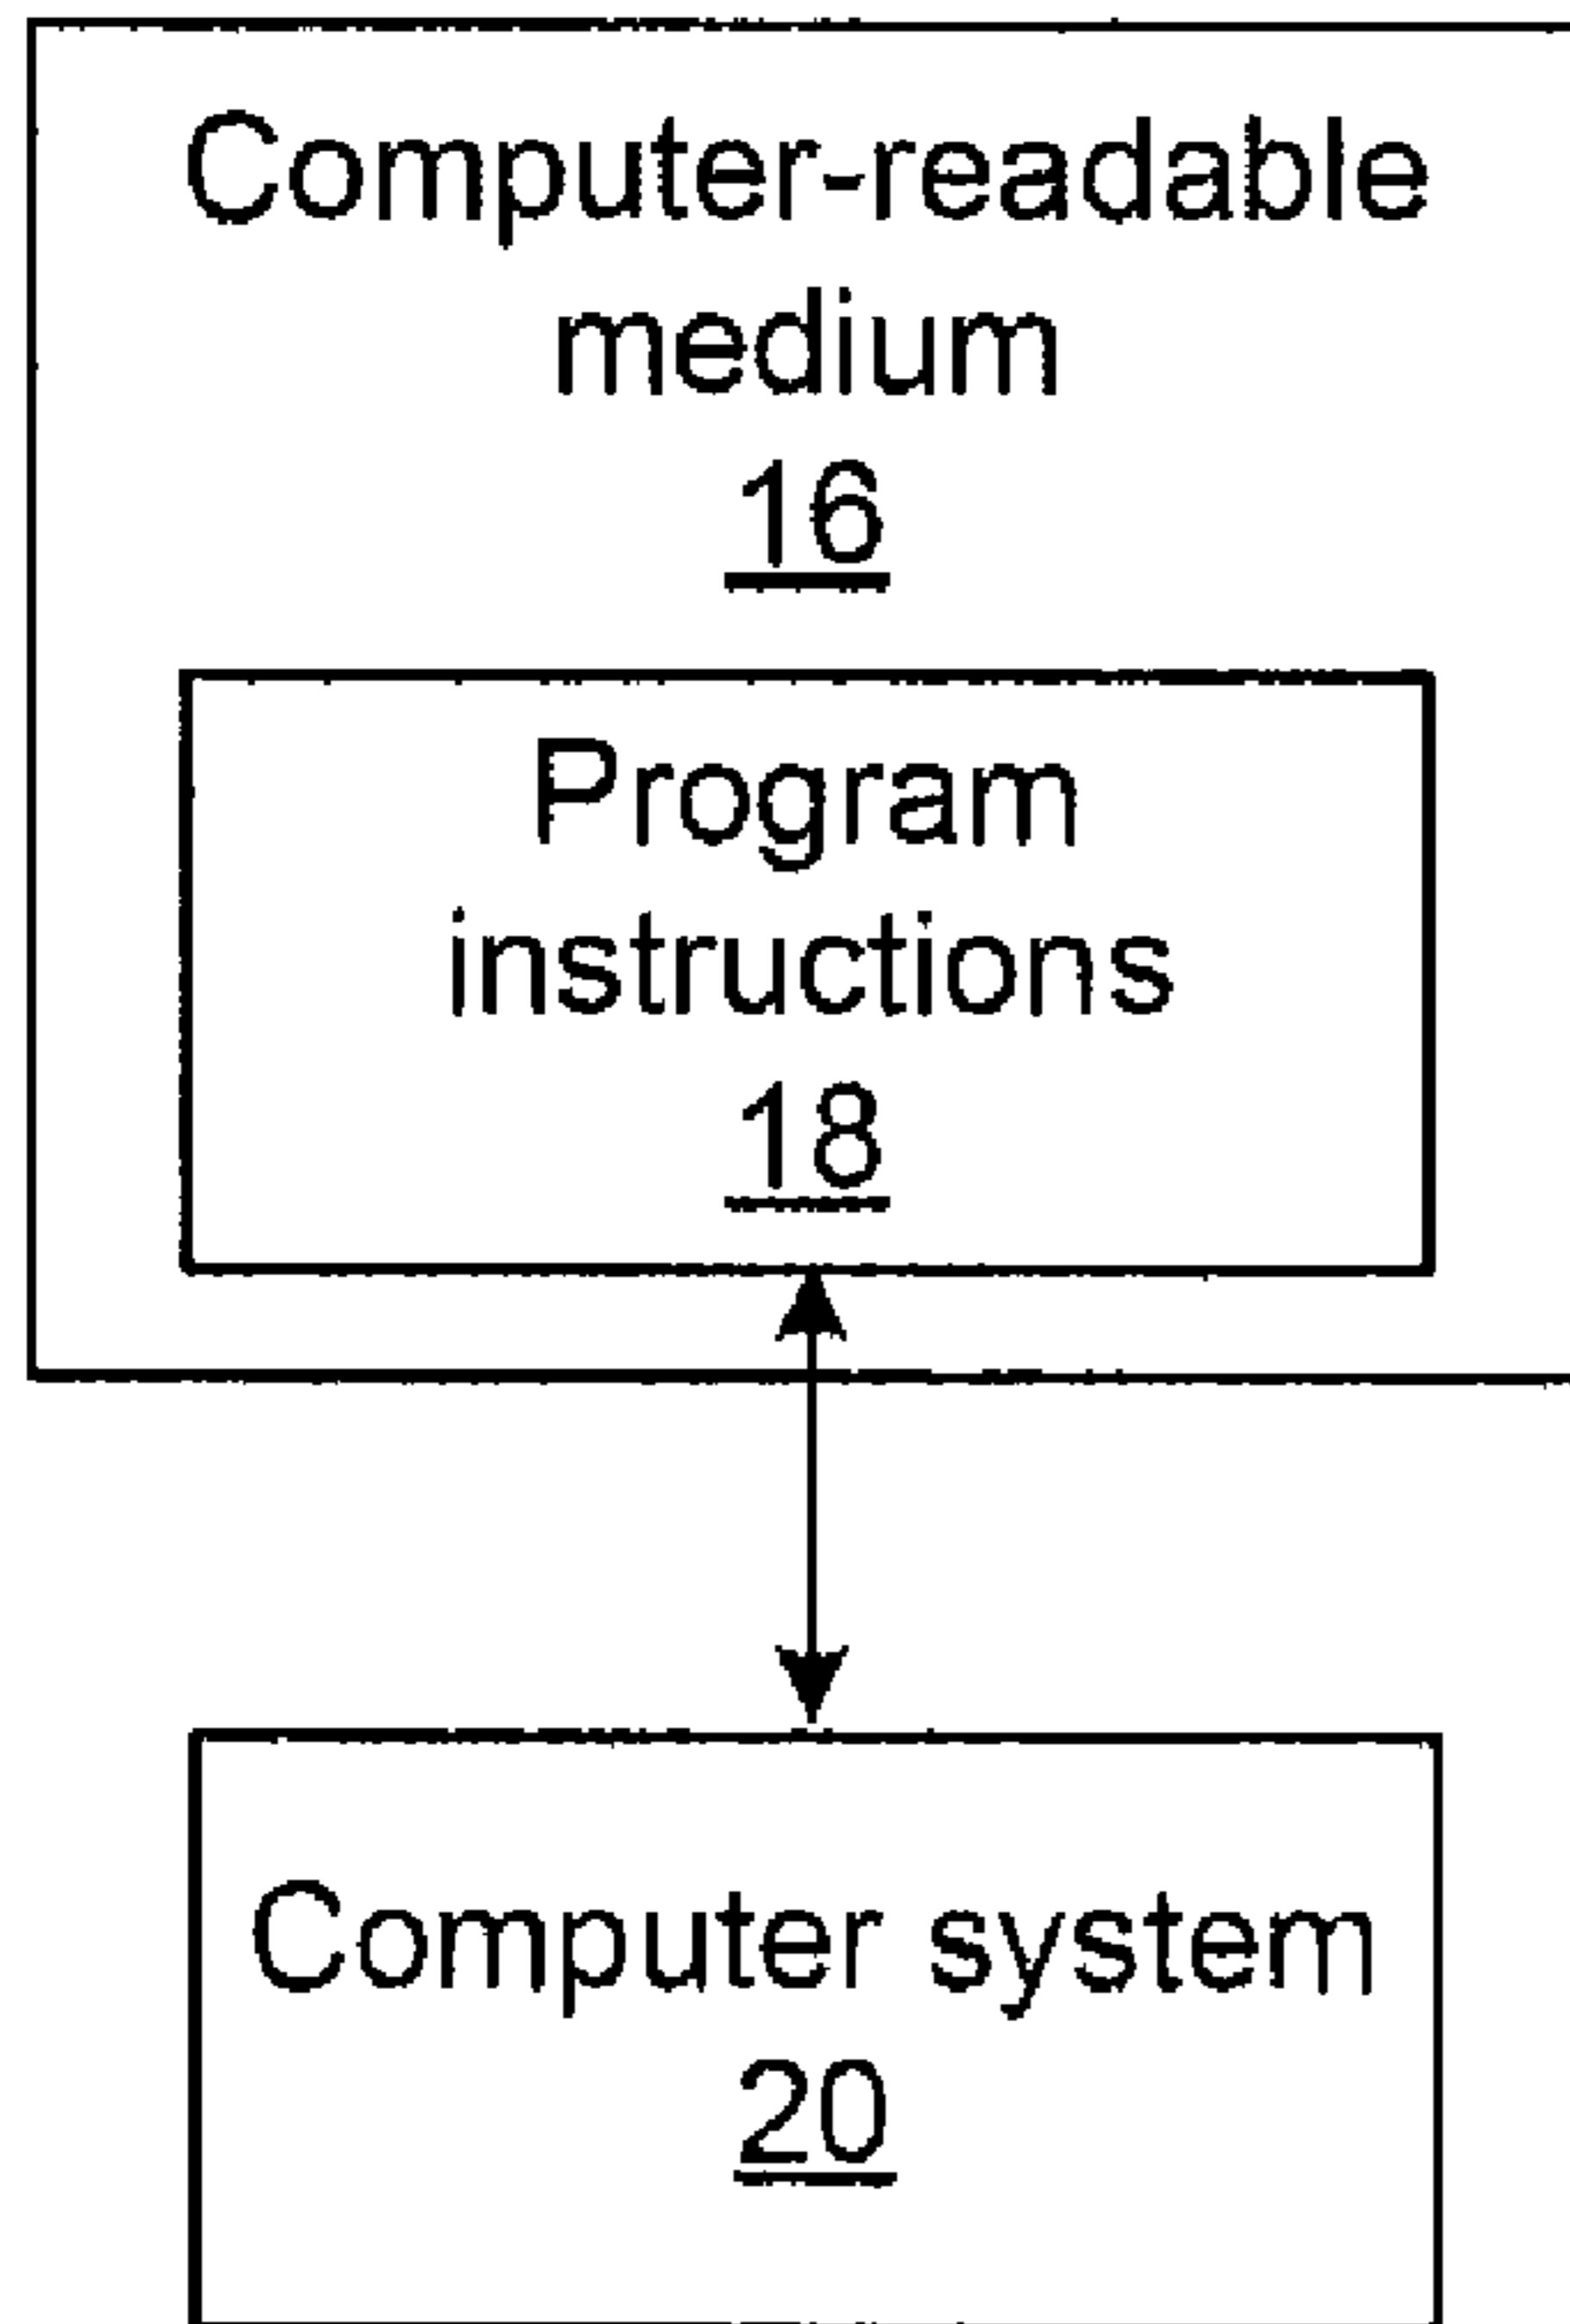 Computer-readable
medium
16
Program
instructions
18
Computer system
20